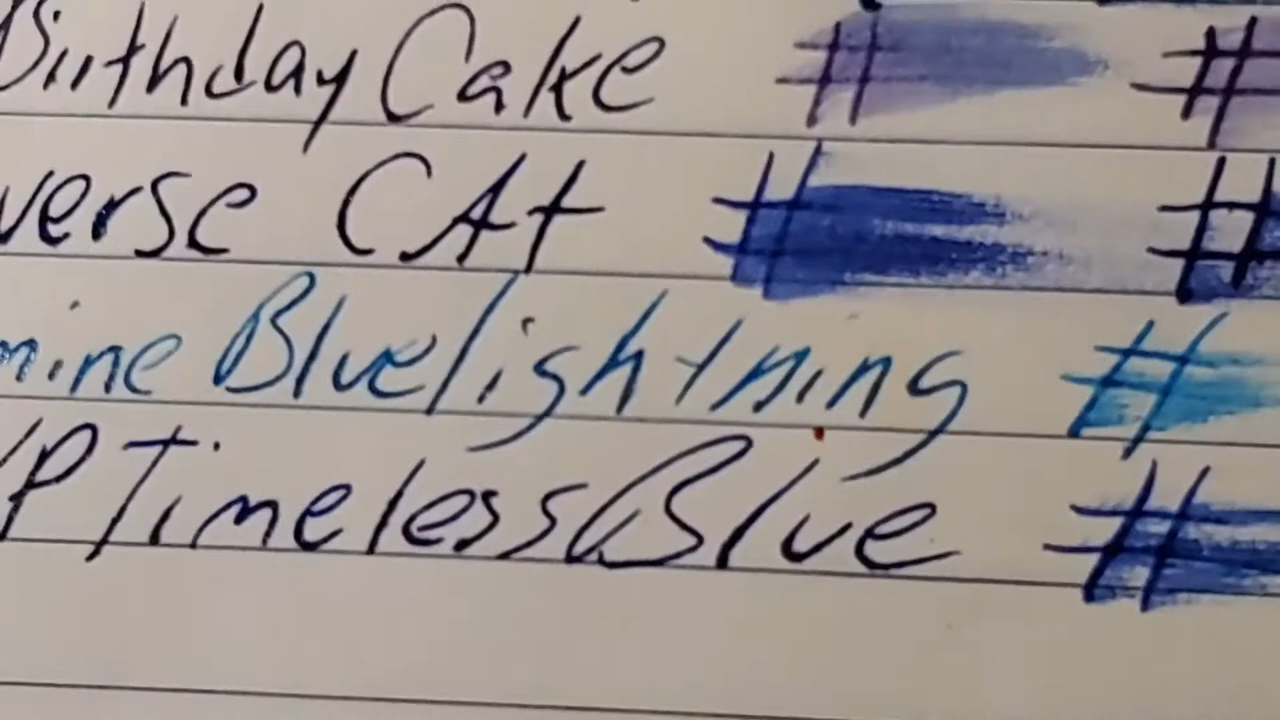 Birthday Cake #  #
verse CAt #  #
mine Bluelightning #
P Timeless Blue #